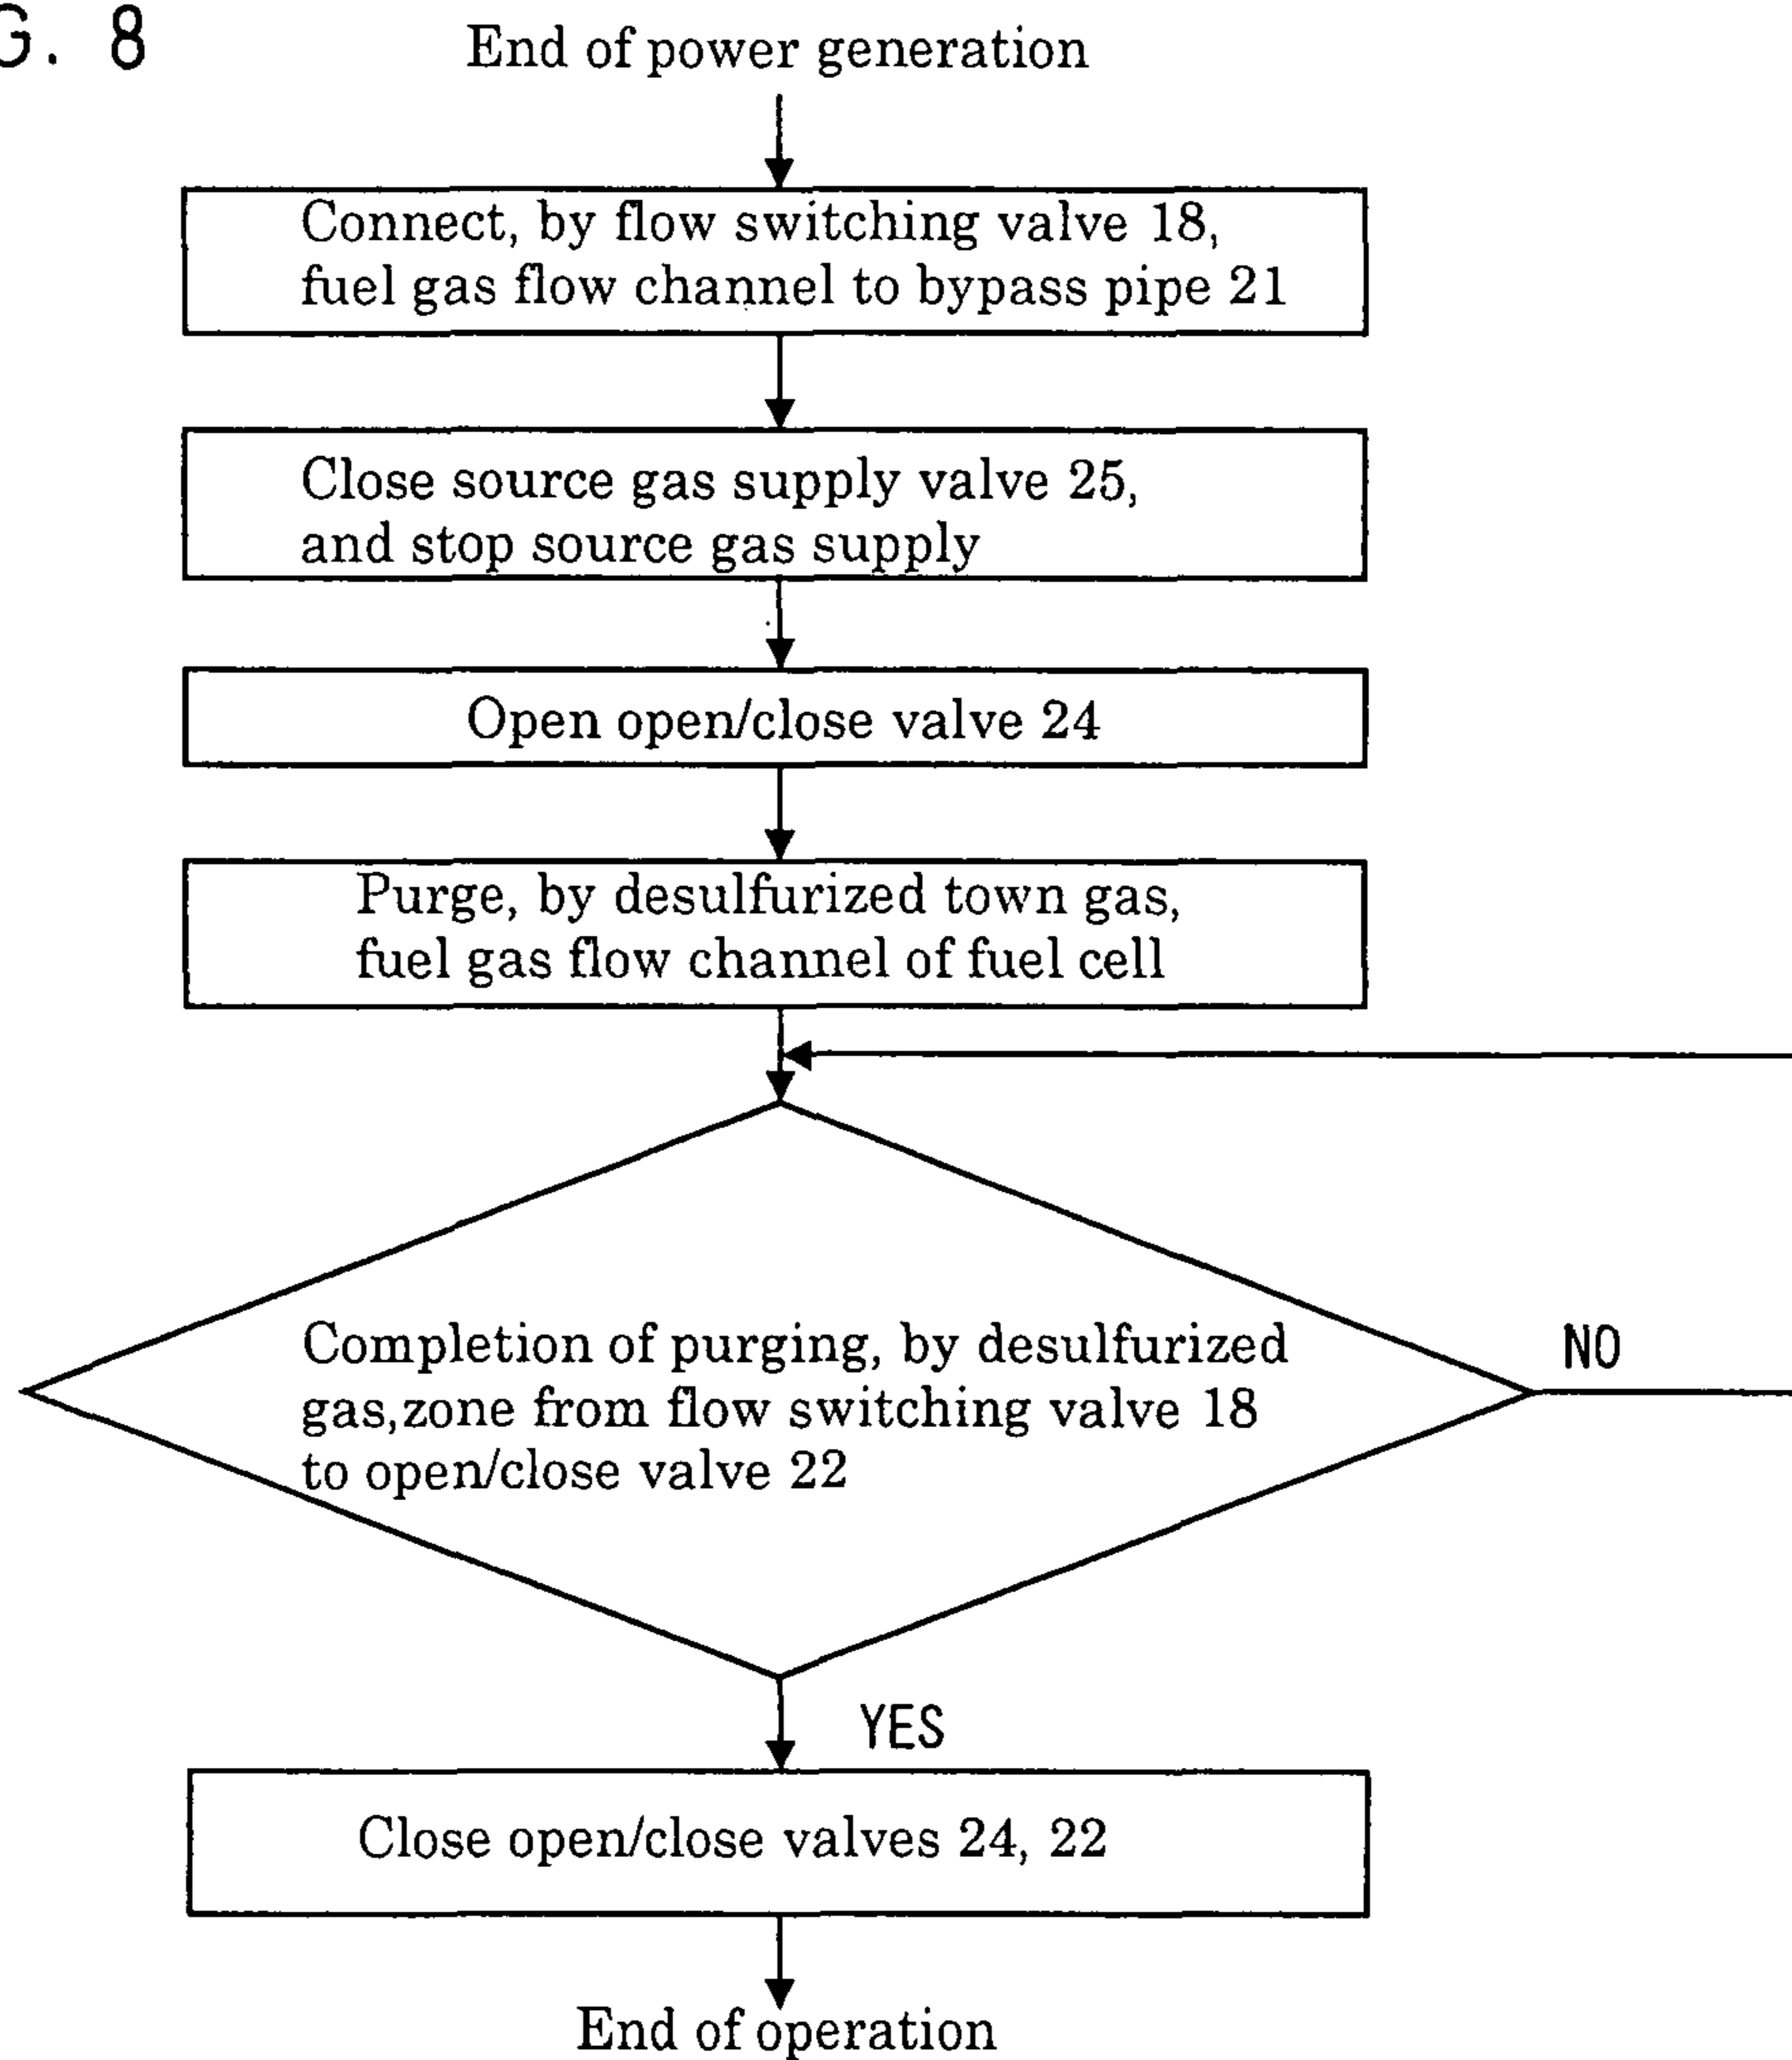 G. 8
End of power generation
Connect, by flow switching valve 18,
fuel gas flow channel to bypass pipe 21
Close source gas supply valve 25,
and stop source gas supply
Open open/close valve 24
Purge, by desulfurized town gas,
fuel gas flow channel of fuel cell
Completion of purging, by desulfurized
gas,zone from flow switching valve 18
to open/close valve 22
NO
YES
Close open/close valves 24, 22
End of operation